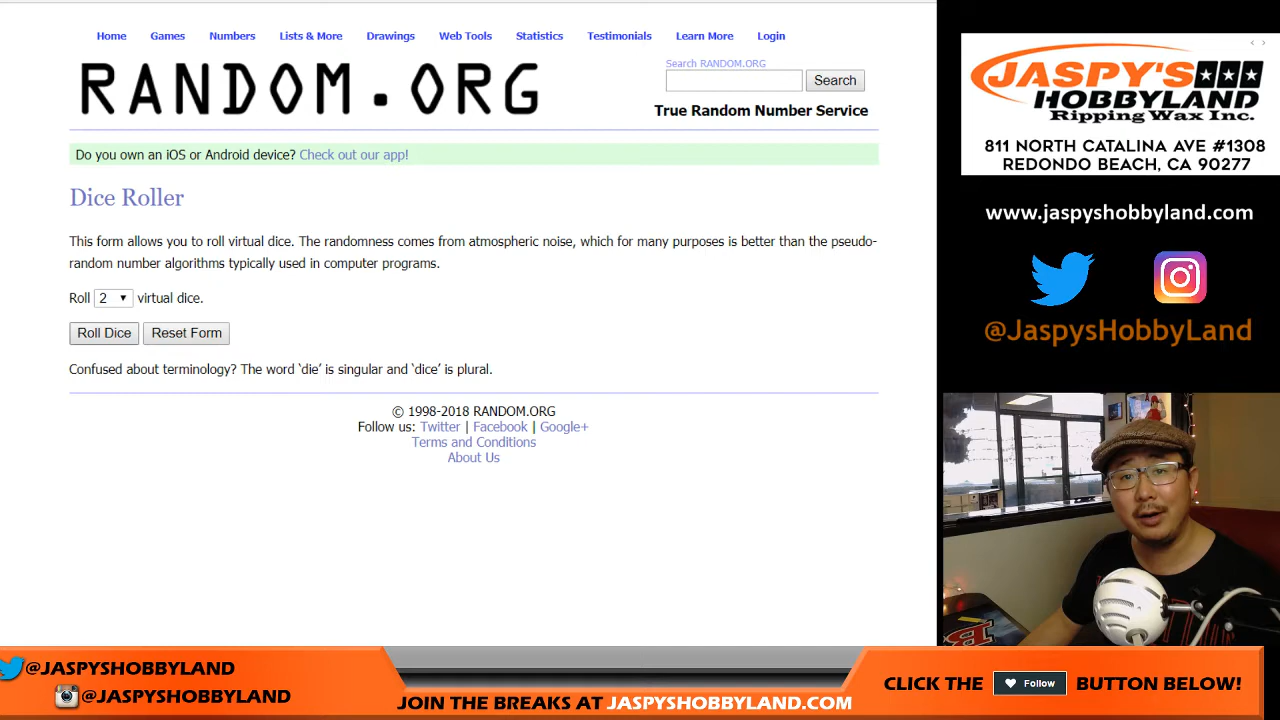 Home Games Numbers Lists & More Drawings Web Tools Statistics Testimonials Learn More Login
RANDOM.ORG
Search RANDOM.ORG
Search
True Random Number Service
Do you own an iOS or Android device? Check out our app!
Dice Roller
This form allows you to roll virtual dice. The randomness comes from atmospheric noise, which for many purposes is better than the pseudo-
random number algorithms typically used in computer programs.
Roll 2 virtual dice.
Roll Dice Reset Form
Confused about terminology? The word ‘die’ is singular and ‘dice’ is plural.
© 1998-2018 RANDOM.ORG
Follow us: Twitter | Facebook | Google+
Terms and Conditions
About Us
JASPY'S
HOBBYLAND
Ripping Wax Inc.
811 NORTH CATALINA AVE #1308
REDONDO BEACH, CA 90277
www.jaspyshobbyland.com
@JaspysHobbyLand
@JASPYSHOBBYLAND
@JASPYSHOBBYLAND
JOIN THE BREAKS AT JASPYSHOBBYLAND.COM
CLICK THE Follow BUTTON BELOW!